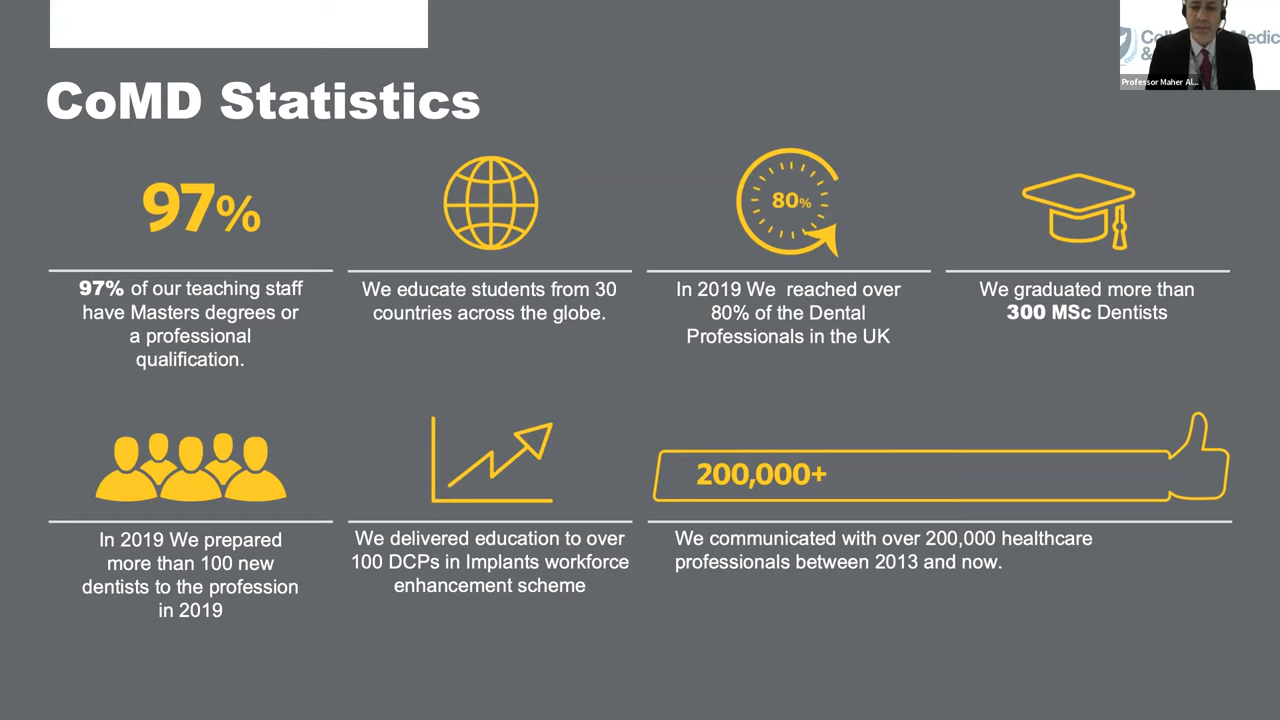 CoMD Statistics
Professor Maher Al...
97%
80%
97% of our teaching staff
have Masters degrees or
a professional
qualification.
We educate students from 30
countries across the globe.
In 2019 We  reached over
80% of the Dental
Professionals in the UK
We graduated more than
300 MSc Dentists
200,000+
In 2019 We prepared
more than 100 new
dentists to the profession
in 2019
We delivered education to over
100 DCPs in Implants workforce
enhancement scheme
We communicated with over 200,000 healthcare
professionals between 2013 and now.